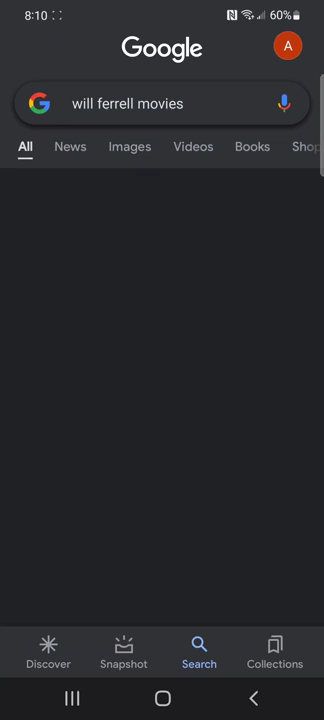 8:10 60%
Google
A
will ferrell movies
All News Images Videos Books Shop
Discover Snapshot Search Collections